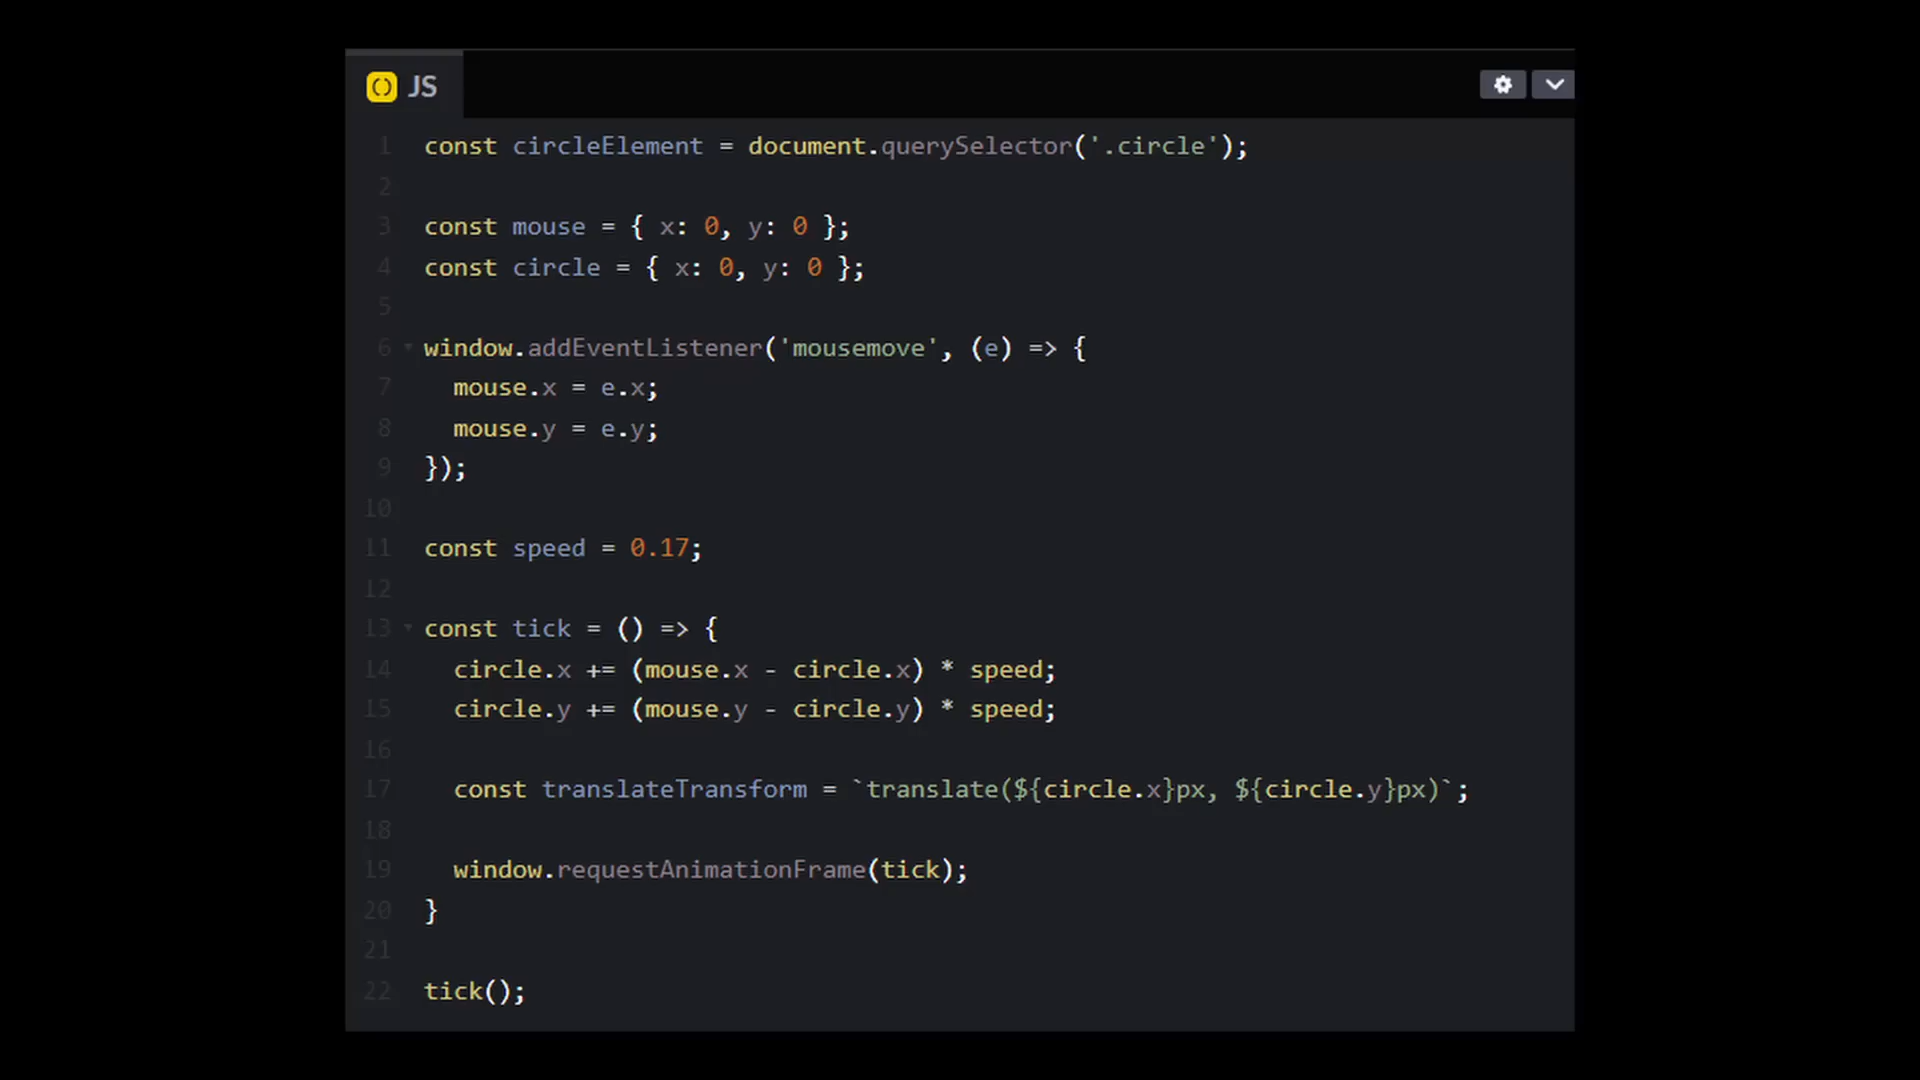 () JS
1 const circleElement = document.querySelector('.circle');
2
3 const mouse = { x: 0, y: 0 };
4 const circle = { x: 0, y: 0 };
5
6 window.addEventListener('mousemove', (e) => {
7   mouse.x = e.x;
8   mouse.y = e.y;
9 });
10
11 const speed = 0.17;
12
13 const tick = () => {
14   circle.x += (mouse.x - circle.x) * speed;
15   circle.y += (mouse.y - circle.y) * speed;
16
17   const translateTransform = `translate(${circle.x}px, ${circle.y}px)`;
18
19   window.requestAnimationFrame(tick);
20 }
21
22 tick();